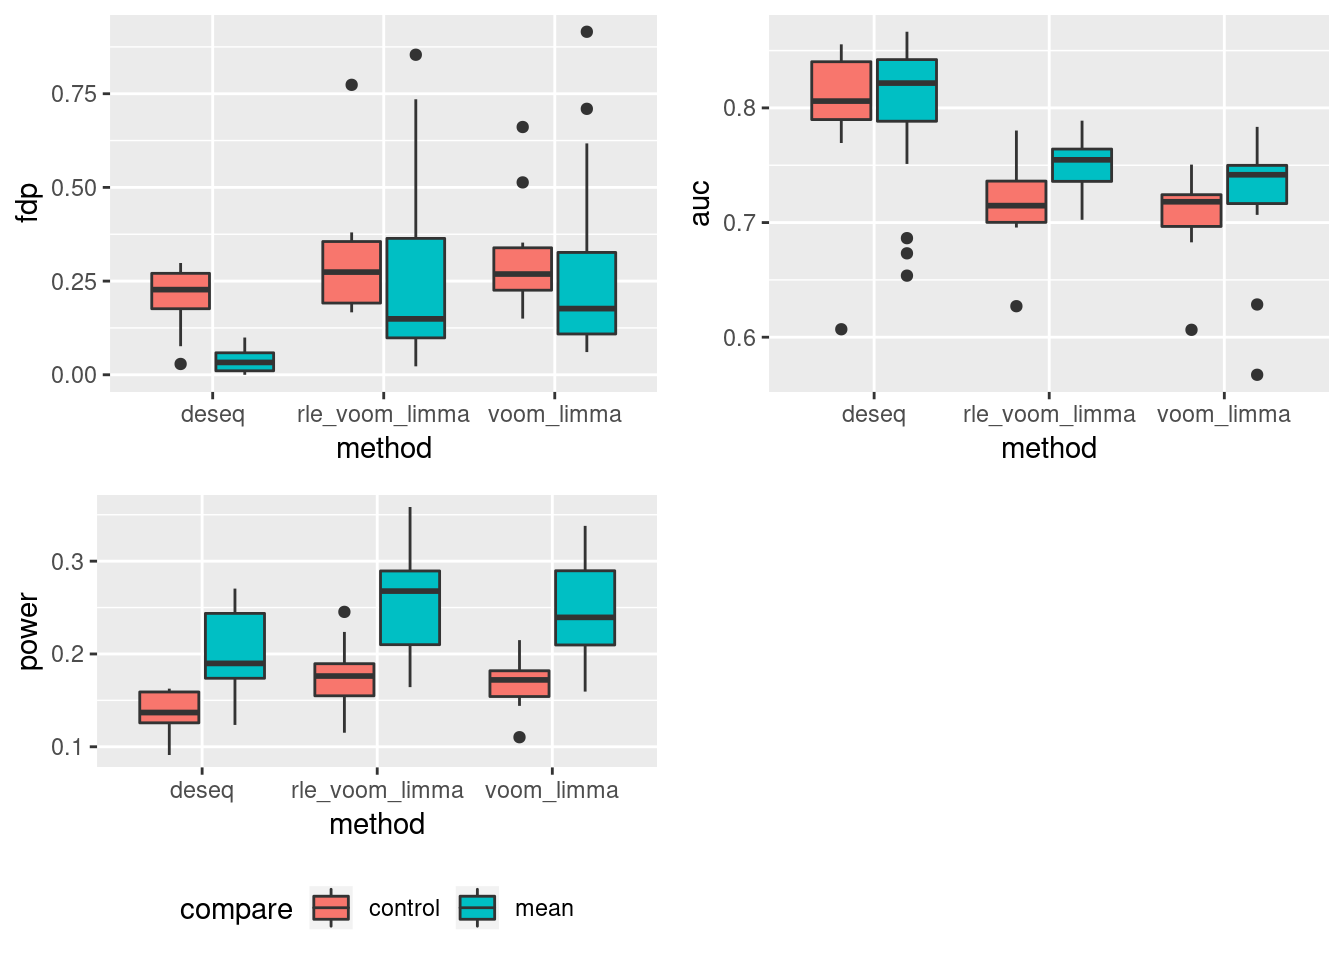 fdp
0.75
0.50
0.25
0.00
deseq rle_voom_limma voom_limma
method
auc
0.8
0.7
0.6
deseq rle_voom_limma voom_limma
method
power
0.3
0.2
0.1
deseq rle_voom_limma voom_limma
method
compare control mean